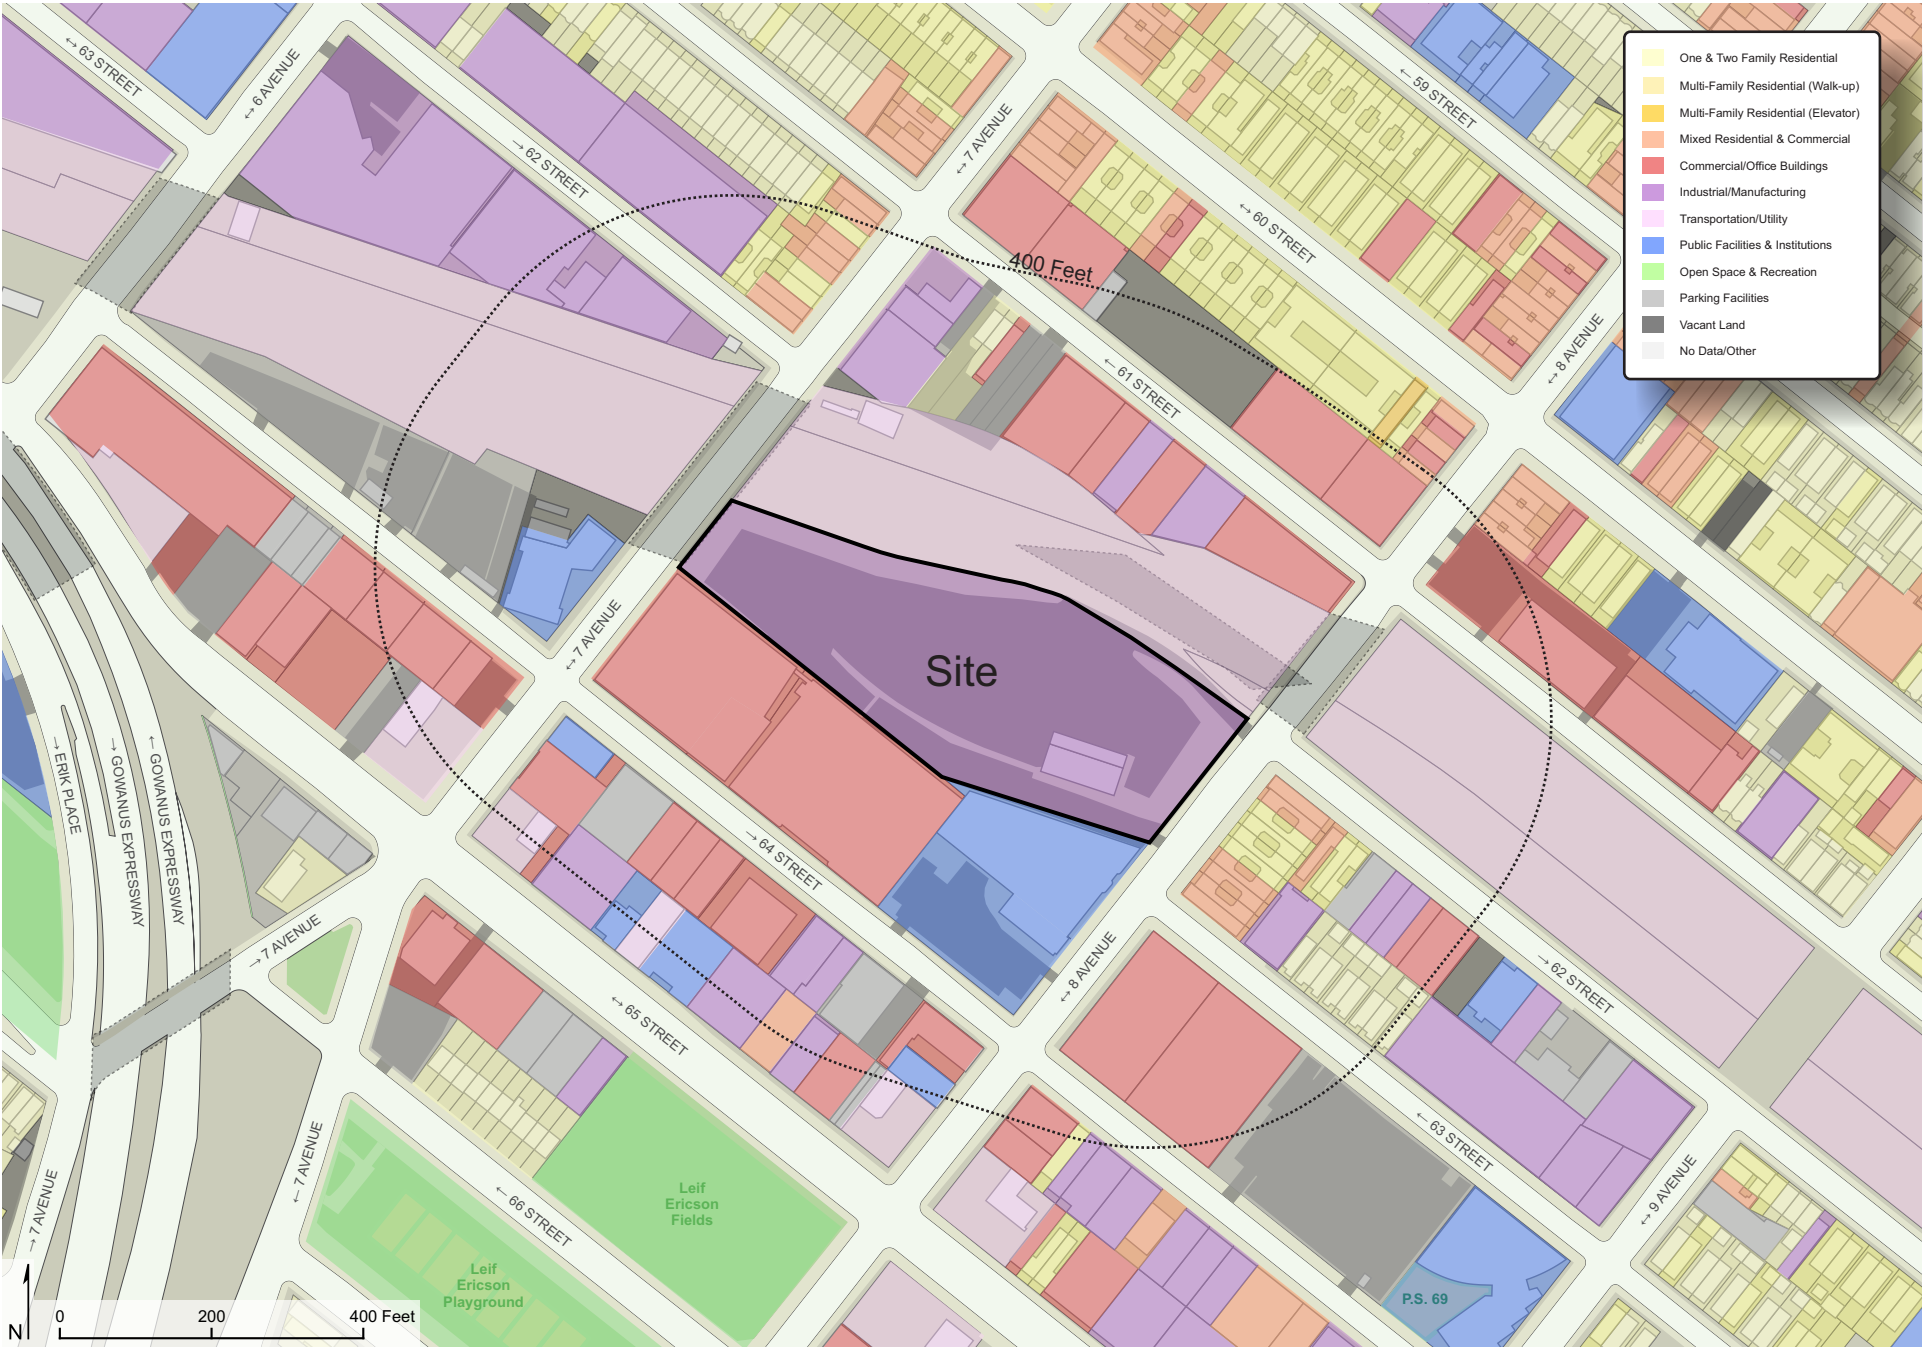 ↔ 63 STREET
↔ 6 AVENUE
→ 62 STREET
↔ 7 AVENUE
← 59 STREET
↔ 60 STREET
400 Feet
← 61 STREET
↔ 8 AVENUE
One & Two Family Residential
Multi-Family Residential (Walk-up)
Multi-Family Residential (Elevator)
Mixed Residential & Commercial
Commercial/Office Buildings
Industrial/Manufacturing
Transportation/Utility
Public Facilities & Institutions
Open Space & Recreation
Parking Facilities
Vacant Land
No Data/Other
↔ 7 AVENUE
Site
→ ERIK PLACE
→ GOWANUS EXPRESSWAY
← GOWANUS EXPRESSWAY
→ 64 STREET
→ 7 AVENUE
↔ 8 AVENUE
→ 62 STREET
↔ 65 STREET
← 63 STREET
← 7 AVENUE
→ 7 AVENUE
← 66 STREET
Leif
Ericson
Fields
↔ 9 AVENUE
Leif
Ericson
Playground
P.S. 69
N
0 200 400 Feet